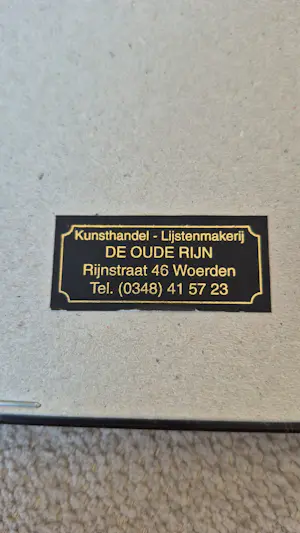 Kunsthandel - Lijstenmakerij
DE OUDE RIJN
Rijnstraat 46 Woerden
Tel. (0348) 41 57 23